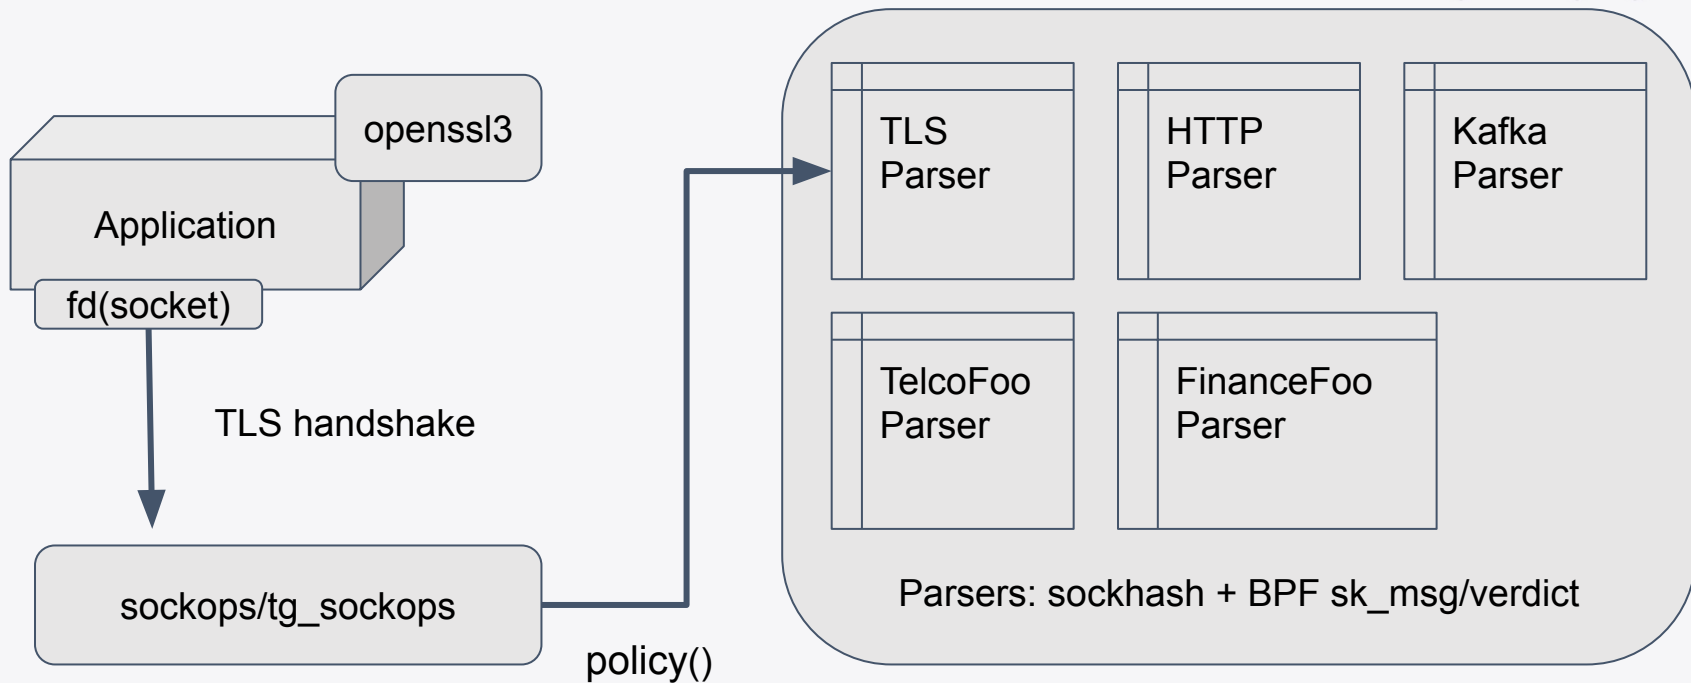 openssl3
Application
fd(socket)
TLS handshake
sockops/tg_sockops
policy()
TLS
Parser
HTTP
Parser
Kafka
Parser
TelcoFoo
Parser
FinanceFoo
Parser
Parsers: sockhash + BPF sk_msg/verdict